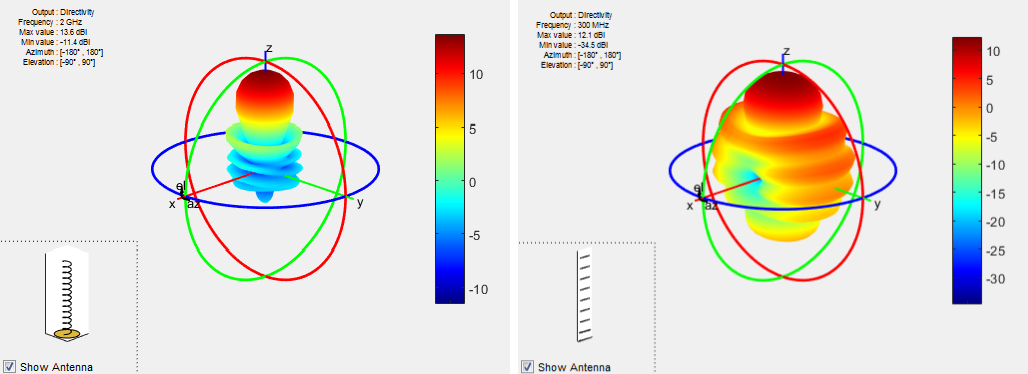 Output : Directivity
Frequency : 2 GHz
Max value : 13.6 dBi
Min value : -11.4 dBi
Azimuth : [-180° , 180°]
Elevation : [-90° , 90°]
z
10
5
0
-5
-10
el
x
az
y
Show Antenna
Output : Directivity
Frequency : 300 MHz
Max value : 12.1 dBi
Min value : -34.5 dBi
Azimuth : [-180° , 180°]
Elevation : [-90° , 90°]
z
10
5
0
-5
-10
-15
-20
-25
-30
el
x
az
y
Show Antenna